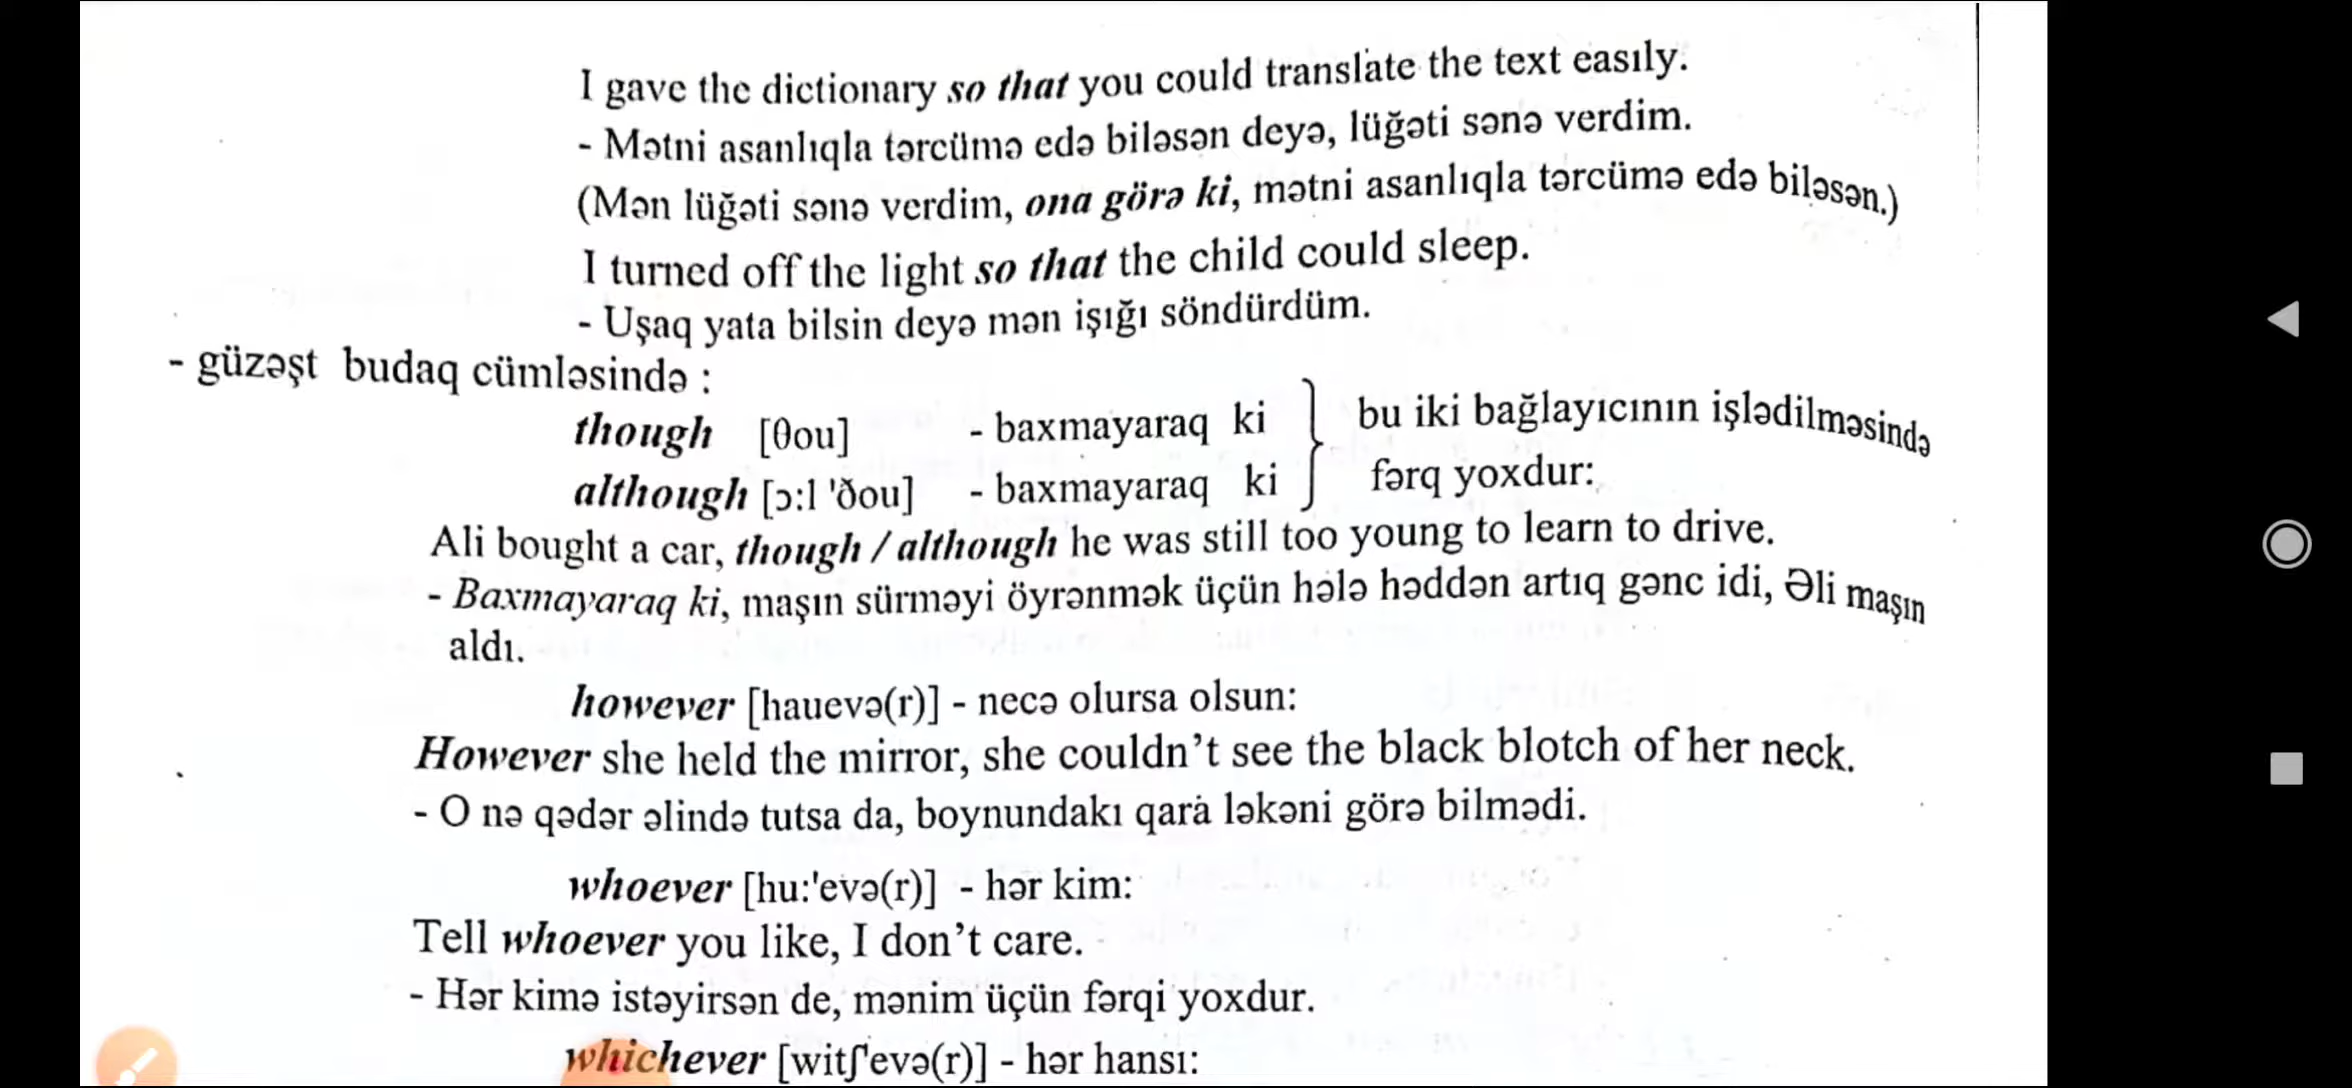 I gave the dictionary so that you could translate the text easily.
- Mətni asanlıqla tərcümə edə biləsən deyə, lüğəti sənə verdim.
(Mən lüğəti sənə verdim, ona görə ki, mətni asanlıqla tərcümə edə biləsən.)
I turned off the light so that the child could sleep.
- Uşaq yata bilsin deyə mən işığı söndürdüm.
- güzəşt budaq cümləsində :
though [θou] - baxmayaraq ki } bu iki bağlayıcının işlədilməsində
although [ɔ:l 'ðou] - baxmayaraq ki } fərq yoxdur:
Ali bought a car, though / although he was still too young to learn to drive.
- Baxmayaraq ki, maşın sürməyi öyrənmək üçün hələ həddən artıq gənc idi, Əli maşın
aldı.
however [hauevə(r)] - necə olursa olsun:
However she held the mirror, she couldn't see the black blotch of her neck.
- O nə qədər əlində tutsa da, boynundakı qara ləkəni görə bilmədi.
whoever [hu:'evə(r)] - hər kim:
Tell whoever you like, I don't care.
- Hər kimə istəyirsən de, mənim üçün fərqi yoxdur.
whichever [witʃ'evə(r)] - hər hansı: